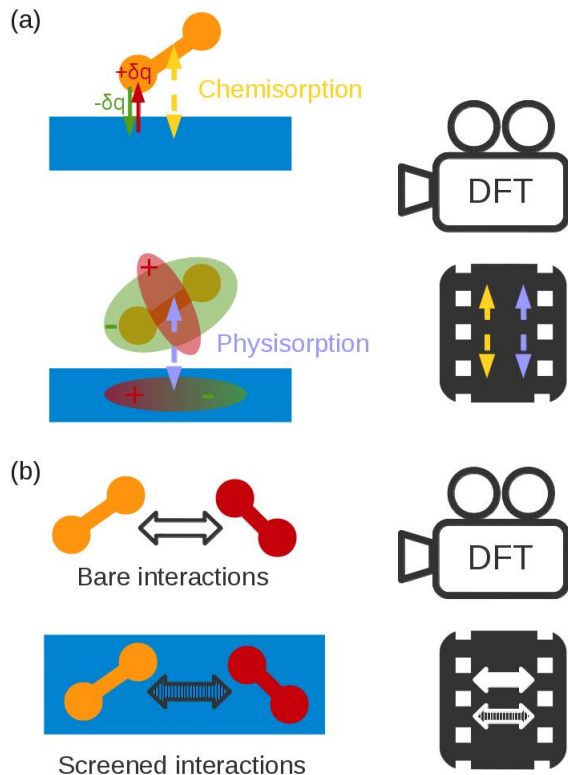 (a)
+δq
-δq
Chemisorption
DFT
+
-
Physisorption
+
-
(b)
DFT
Bare interactions
Screened interactions